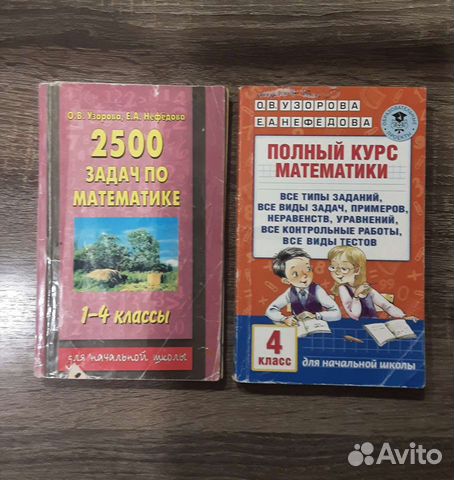 О.В. Узорова, Е.А. Нефёдова
2500
ЗАДАЧ ПО
МАТЕМАТИКЕ
1-4 классы
для начальной школы
О.В. УЗОРОВА
Е.А. НЕФЕДОВА
ПОЛНЫЙ КУРС
МАТЕМАТИКИ
ВСЕ ТИПЫ ЗАДАНИЙ,
ВСЕ ВИДЫ ЗАДАЧ, ПРИМЕРОВ,
НЕРАВЕНСТВ, УРАВНЕНИЙ,
ВСЕ КОНТРОЛЬНЫЕ РАБОТЫ,
ВСЕ ВИДЫ ТЕСТОВ
4
КЛАСС
для начальной школы
Avito